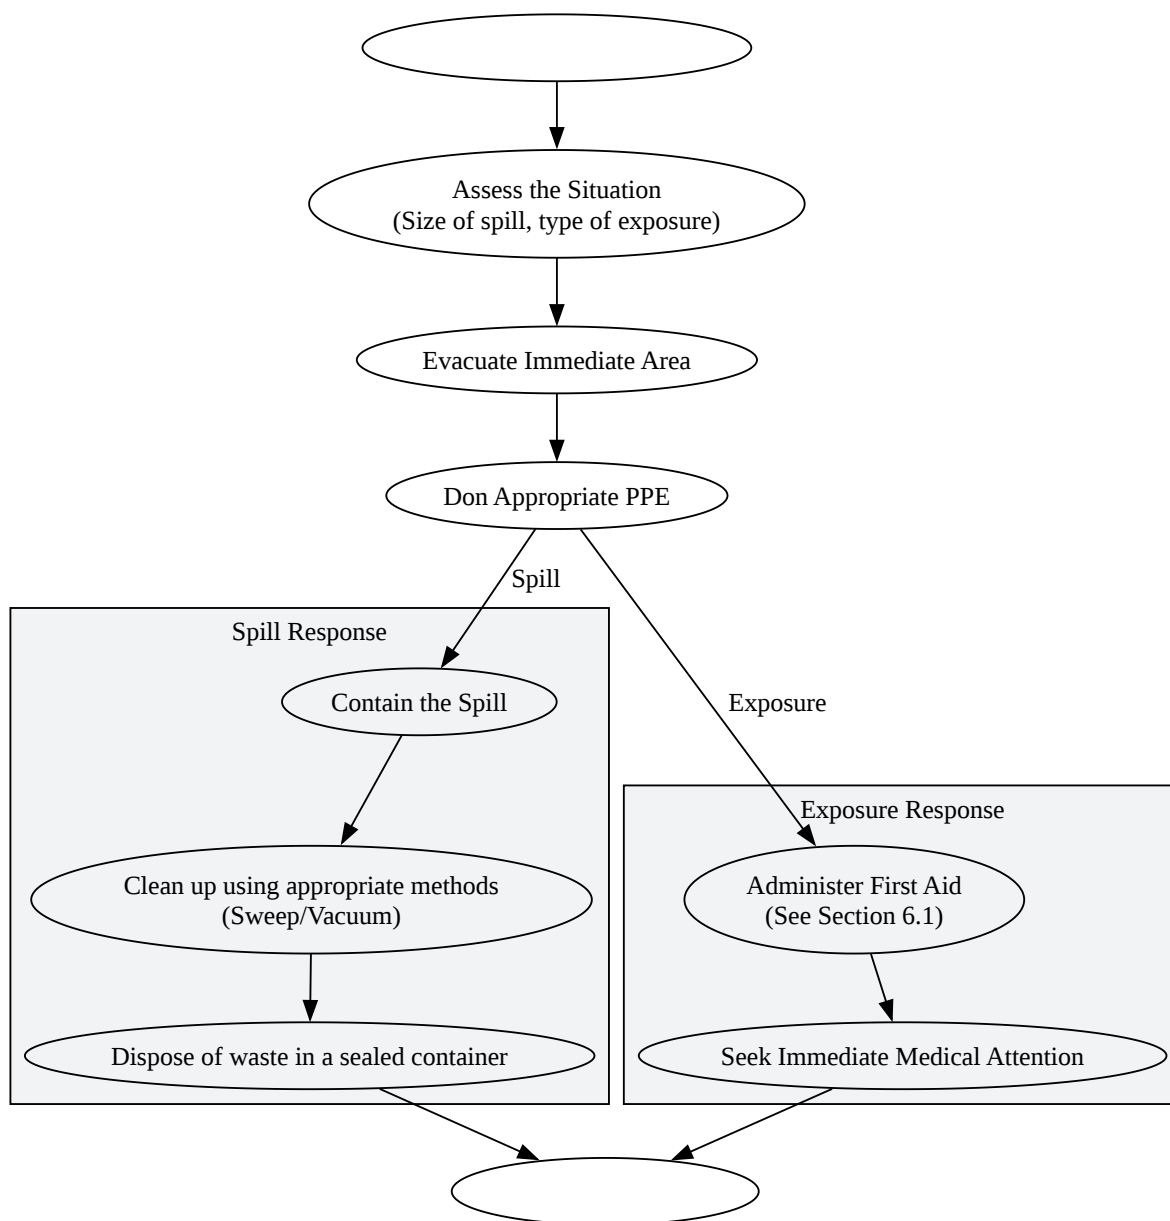 Assess the Situation
(Size of spill, type of exposure)
Evacuate Immediate Area
Don Appropriate PPE
Spill
Spill Response
Contain the Spill
Exposure
Exposure Response
Clean up using appropriate methods
(Sweep/Vacuum)
Administer First Aid
(See Section 6.1)
Dispose of waste in a sealed container
Seek Immediate Medical Attention